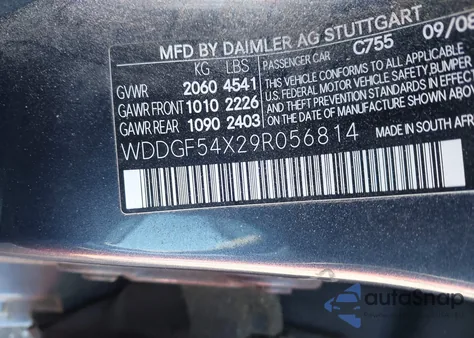 MFD BY DAIMLER AG STUTTGART
C755 09/08
KG LBS PASSENGER CAR
GVWR 2060 4541
GAWR FRONT 1010 2226
GAWR REAR 1090 2403
THIS VEHICLE CONFORMS TO ALL APPLICABLE
U.S. FEDERAL MOTOR VEHICLE SAFETY, BUMPER
AND THEFT PREVENTION STANDARDS IN EFFECT
ON THE DATE OF MANUFACTURE SHOWN ABOVE.
WDDGF54X29R056814
MADE IN SOUTH AFRI
autoSnap